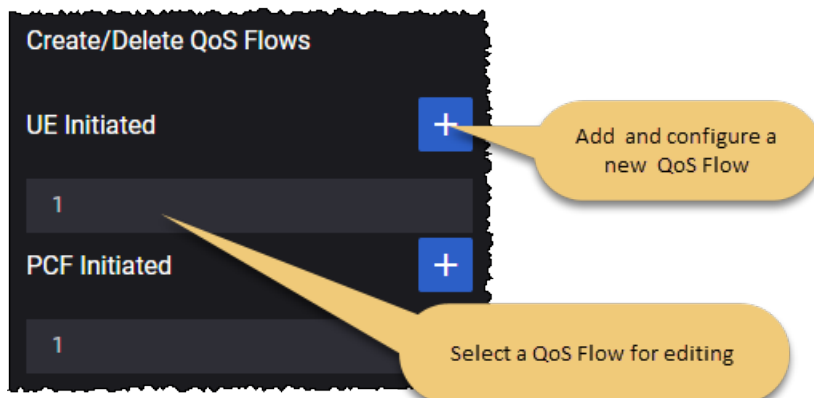 Create/Delete QoS Flows
UE Initiated
+
Add and configure a
new QoS Flow
1
PCF Initiated
+
1
Select a QoS Flow for editing